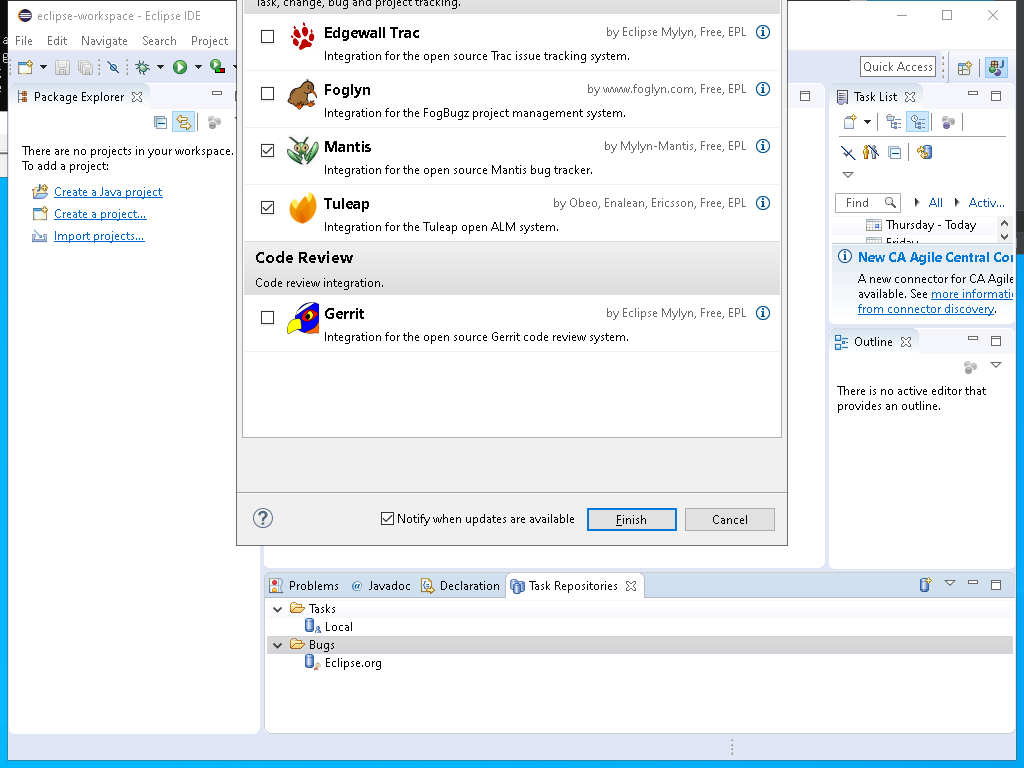 eclipse-workspace - Eclipse IDE
File Edit Navigate Search Project
Quick Access
Package Explorer
There are no projects in your workspace.
To add a project:
Create a Java project
Create a project...
Import projects...
Task, change, bug and project tracking.
Edgewall Trac
by Eclipse Mylyn, Free, EPL
Integration for the open source Trac issue tracking system.
Foglyn
by www.foglyn.com, Free, EPL
Integration for the FogBugz project management system.
Mantis
by Mylyn-Mantis, Free, EPL
Integration for the open source Mantis bug tracker.
Tuleap
by Obeo, Enalean, Ericsson, Free, EPL
Integration for the Tuleap open ALM system.
Code Review
Code review integration.
Gerrit
by Eclipse Mylyn, Free, EPL
Integration for the open source Gerrit code review system.
Notify when updates are available
Finish
Cancel
Task List
Find
All
Activ...
Thursday - Today
Friday
New CA Agile Central Co
A new connector for CA Agile
available. See more informati
from connector discovery.
Outline
There is no active editor that
provides an outline.
Problems
@ Javadoc
Declaration
Task Repositories
Tasks
Local
Bugs
Eclipse.org